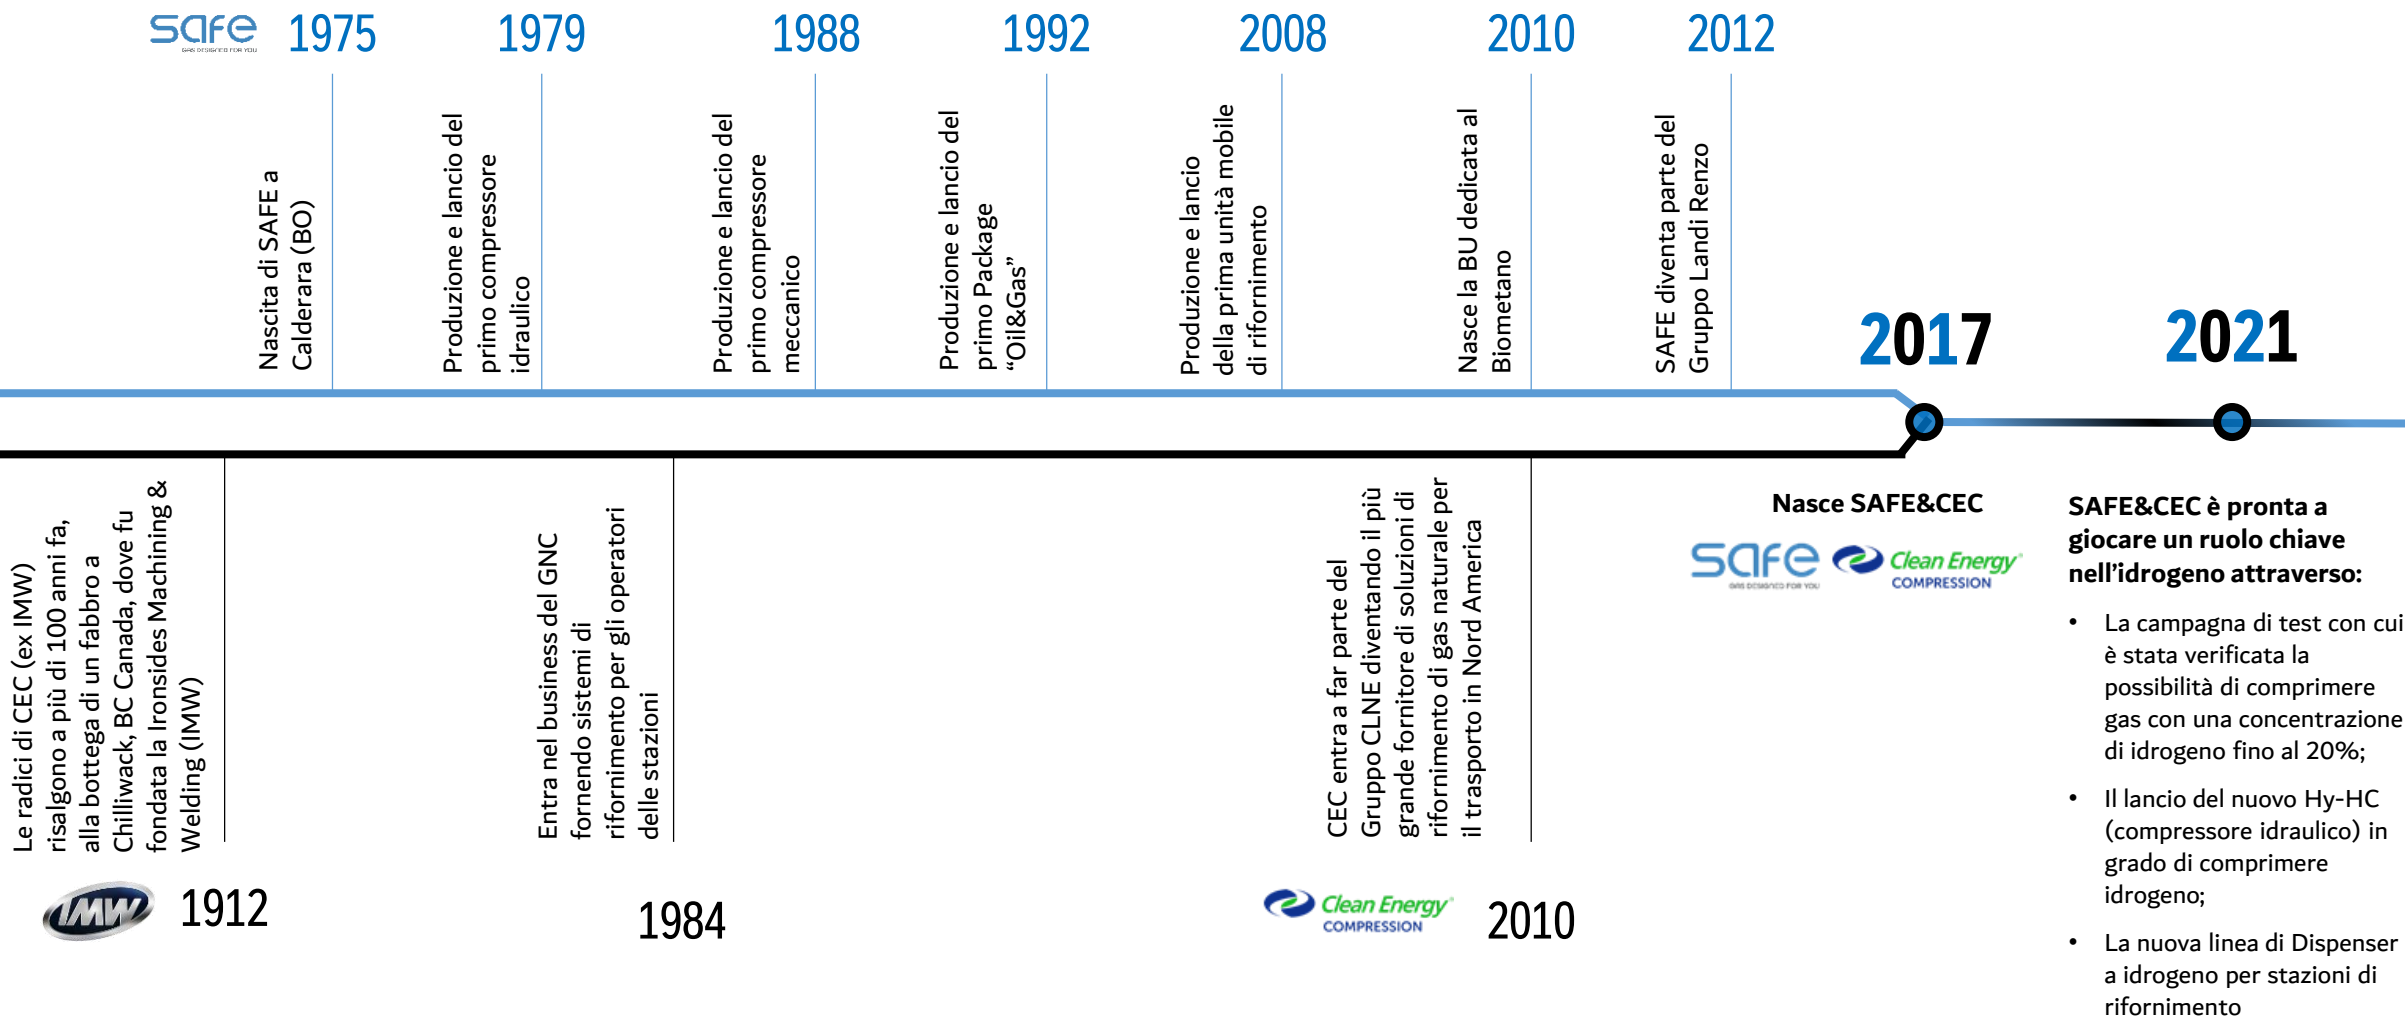 safe
GAS DESIGNED FOR YOU
1975
1979
1988
1992
2008
2010
2012
Nascita di SAFE a
Calderara (BO)
Produzione e lancio del
primo compressore
idraulico
Produzione e lancio del
primo compressore
meccanico
Produzione e lancio del
primo Package
“Oil&Gas”
Produzione e lancio
della prima unità mobile
di rifornimento
Nasce la BU dedicata al
Biometano
SAFE diventa parte del
Gruppo Landi Renzo
2017
2021
Le radici di CEC (ex IMW)
risalgono a più di 100 anni fa,
alla bottega di un fabbro a
Chilliwack, BC Canada, dove fu
fondata la Ironsides Machining &
Welding (IMW)
IMW
1912
Entra nel business del GNC
fornendo sistemi di
rifornimento per gli operatori
delle stazioni
1984
CEC entra a far parte del
Gruppo CLNE diventando il più
grande fornitore di soluzioni di
rifornimento di gas naturale per
il trasporto in Nord America
Clean Energy
COMPRESSION
2010
Nasce SAFE&CEC
safe
GAS DESIGNED FOR YOU
Clean Energy
COMPRESSION
SAFE&CEC è pronta a
giocare un ruolo chiave
nell’idrogeno attraverso:
• La campagna di test con cui
è stata verificata la
possibilità di comprimere
gas con una concentrazione
di idrogeno fino al 20%;
• Il lancio del nuovo Hy-HC
(compressore idraulico) in
grado di comprimere
idrogeno;
• La nuova linea di Dispenser
a idrogeno per stazioni di
rifornimento